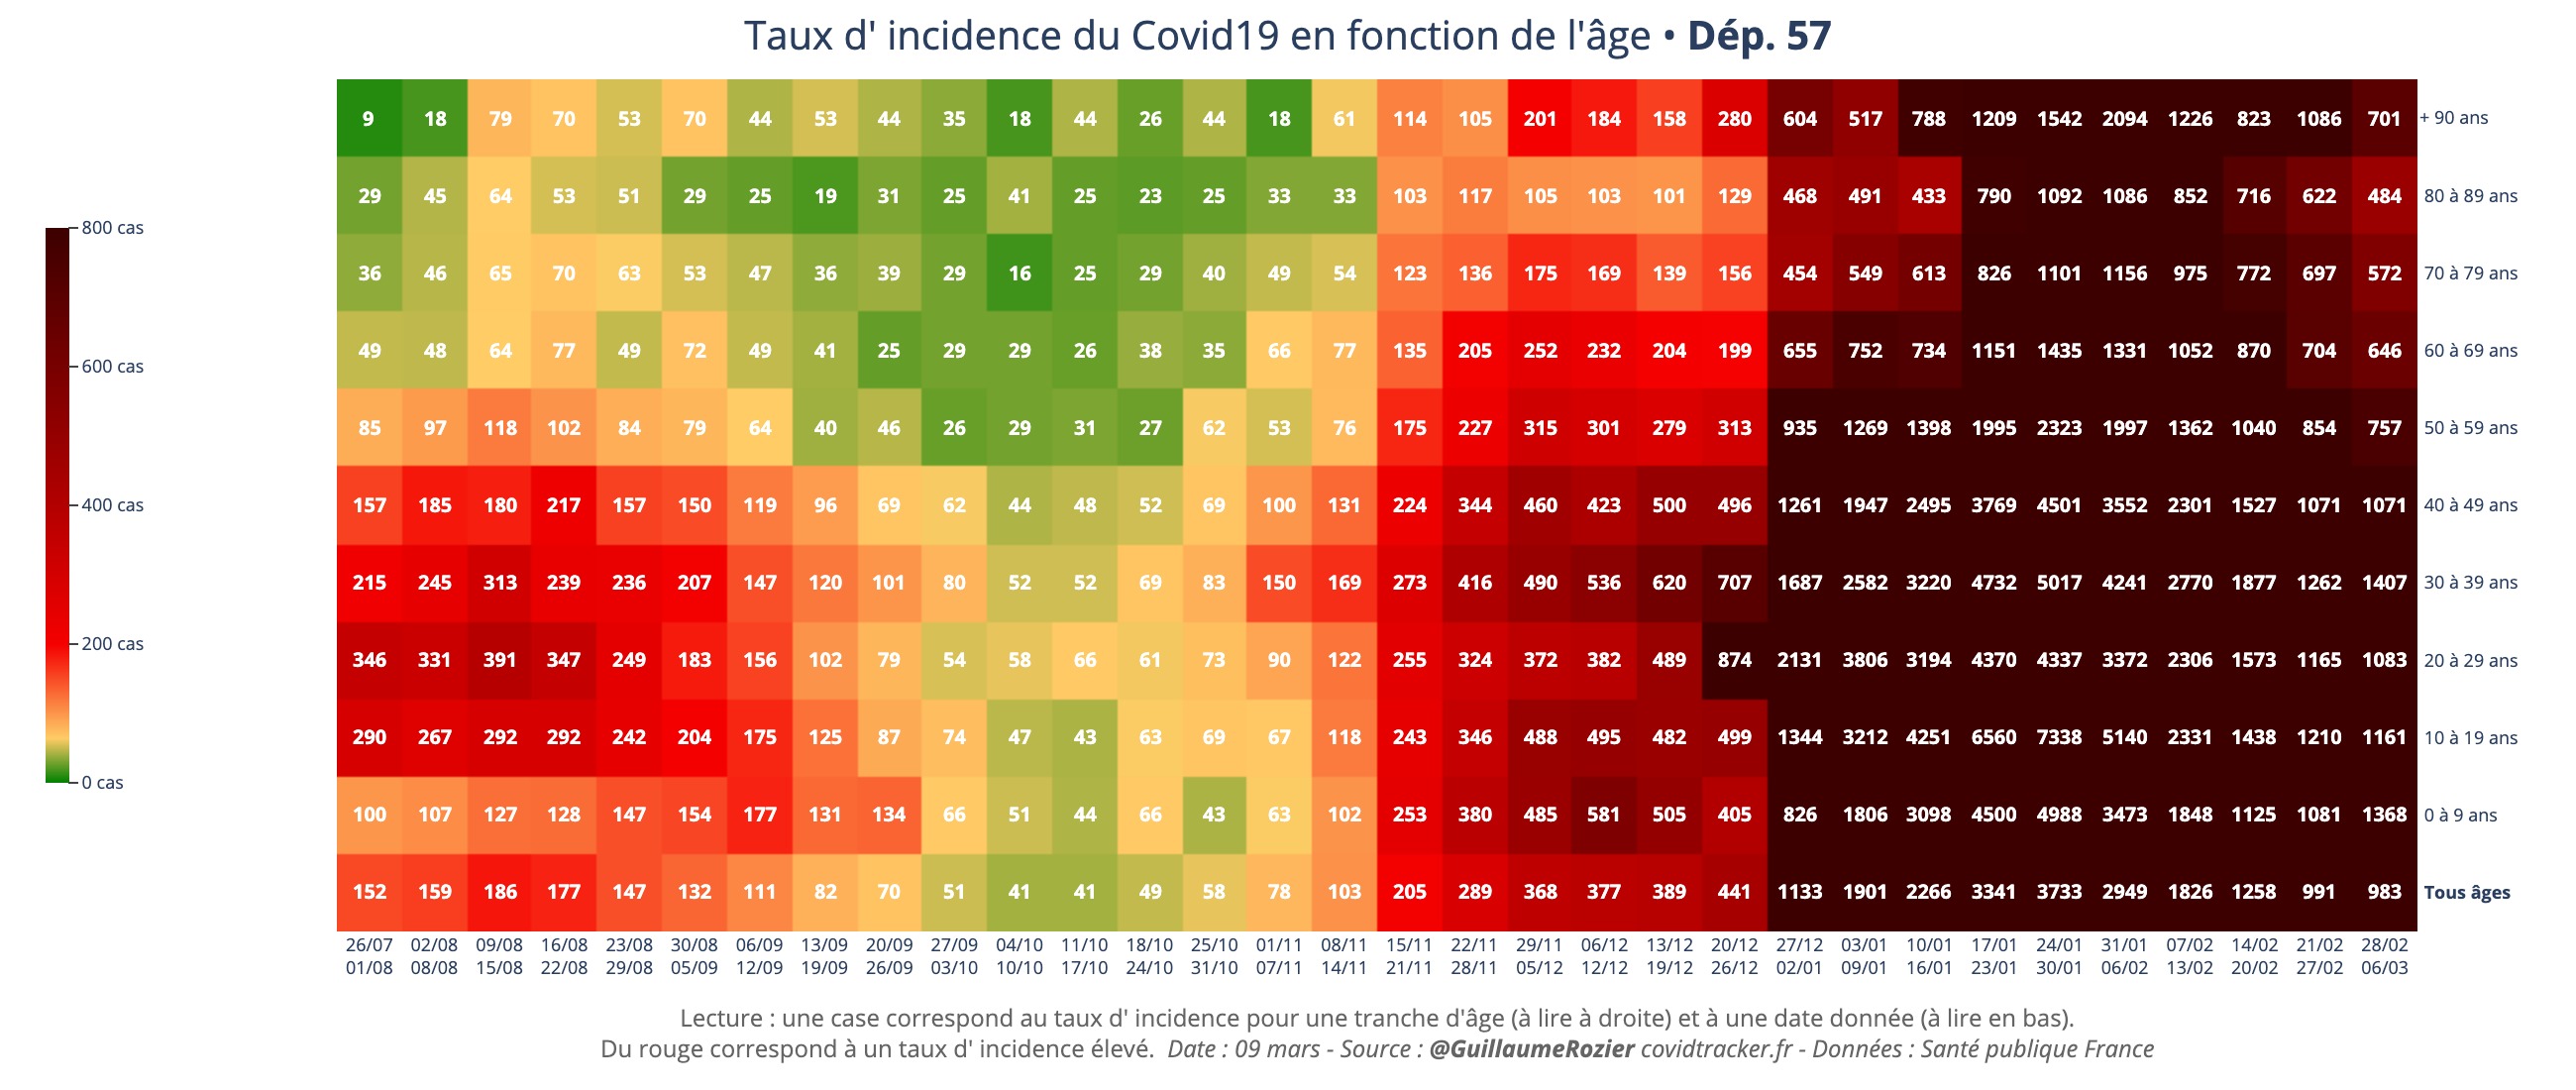 Taux d' incidence du Covid19 en fonction de l'âge • Dép. 57
800 cas
600 cas
400 cas
200 cas
0 cas
9 18 79 70 53 70 44 53 44 35 18 44 26 44 18 61 114 105 201 184 158 280 604 517 788 1209 1542 2094 1226 823 1086 701 + 90 ans
29 45 64 53 51 29 25 19 31 25 41 25 23 25 33 33 103 117 105 103 101 129 468 491 433 790 1092 1086 852 716 622 484 80 à 89 ans
36 46 65 70 63 53 47 36 39 29 16 25 29 40 49 54 123 136 175 169 139 156 454 549 613 826 1101 1156 975 772 697 572 70 à 79 ans
49 48 64 77 49 72 49 41 25 29 29 26 38 35 66 77 135 205 252 232 204 199 655 752 734 1151 1435 1331 1052 870 704 646 60 à 69 ans
85 97 118 102 84 79 64 40 46 26 29 31 27 62 53 76 175 227 315 301 279 313 935 1269 1398 1995 2323 1997 1362 1040 854 757 50 à 59 ans
157 185 180 217 157 150 119 96 69 62 44 48 52 69 100 131 224 344 460 423 500 496 1261 1947 2495 3769 4501 3552 2301 1527 1071 1071 40 à 49 ans
215 245 313 239 236 207 147 120 101 80 52 52 69 83 150 169 273 416 490 536 620 707 1687 2582 3220 4732 5017 4241 2770 1877 1262 1407 30 à 39 ans
346 331 391 347 249 183 156 102 79 54 58 66 61 73 90 122 255 324 372 382 489 874 2131 3806 3194 4370 4337 3372 2306 1573 1165 1083 20 à 29 ans
290 267 292 292 242 204 175 125 87 74 47 43 63 69 67 118 243 346 488 495 482 499 1344 3212 4251 6560 7338 5140 2331 1438 1210 1161 10 à 19 ans
100 107 127 128 147 154 177 131 134 66 51 44 66 43 63 102 253 380 485 581 505 405 826 1806 3098 4500 4988 3473 1848 1125 1081 1368 0 à 9 ans
152 159 186 177 147 132 111 82 70 51 41 41 49 58 78 103 205 289 368 377 389 441 1133 1901 2266 3341 3733 2949 1826 1258 991 983 Tous âges
26/07 02/08 09/08 16/08 23/08 30/08 06/09 13/09 20/09 27/09 04/10 11/10 18/10 25/10 01/11 08/11 15/11 22/11 29/11 06/12 13/12 20/12 27/12 03/01 10/01 17/01 24/01 31/01 07/02 14/02 21/02 28/02
01/08 08/08 15/08 22/08 29/08 05/09 12/09 19/09 26/09 03/10 10/10 17/10 24/10 31/10 07/11 14/11 21/11 28/11 05/12 12/12 19/12 26/12 02/01 09/01 16/01 23/01 30/01 06/02 13/02 20/02 27/02 06/03
Lecture : une case correspond au taux d' incidence pour une tranche d'âge (à lire à droite) et à une date donnée (à lire en bas).
Du rouge correspond à un taux d' incidence élevé. Date : 09 mars - Source : @GuillaumeRozier covidtracker.fr - Données : Santé publique France